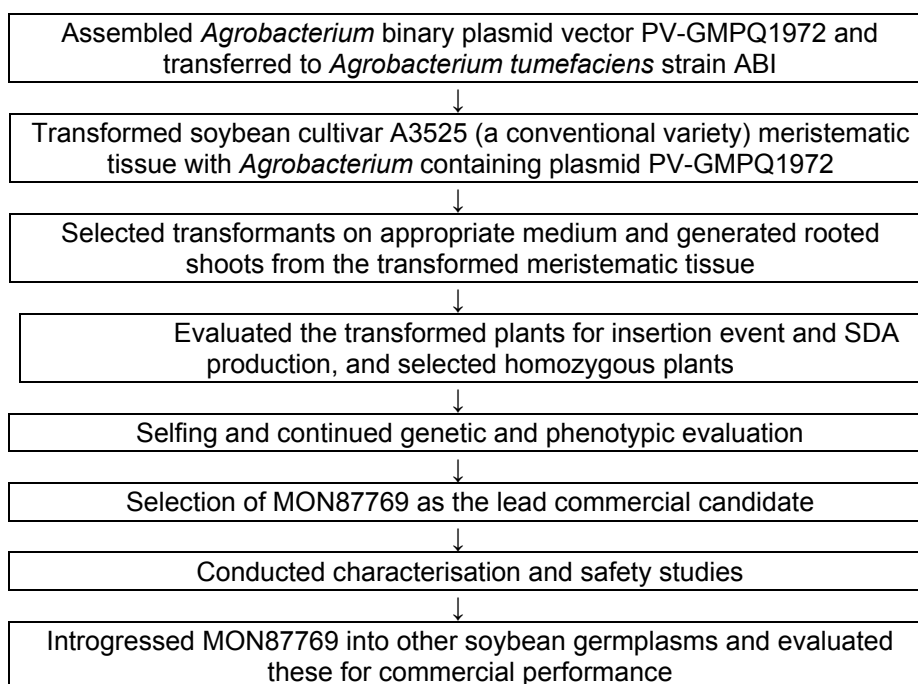 Assembled Agrobacterium binary plasmid vector PV-GMPQ1972 and
transferred to Agrobacterium tumefaciens strain ABI
↓
Transformed soybean cultivar A3525 (a conventional variety) meristematic
tissue with Agrobacterium containing plasmid PV-GMPQ1972
↓
Selected transformants on appropriate medium and generated rooted
shoots from the transformed meristematic tissue
↓
Evaluated the transformed plants for insertion event and SDA
production, and selected homozygous plants
↓
Selfing and continued genetic and phenotypic evaluation
↓
Selection of MON87769 as the lead commercial candidate
↓
Conducted characterisation and safety studies
↓
Introgressed MON87769 into other soybean germplasms and evaluated
these for commercial performance